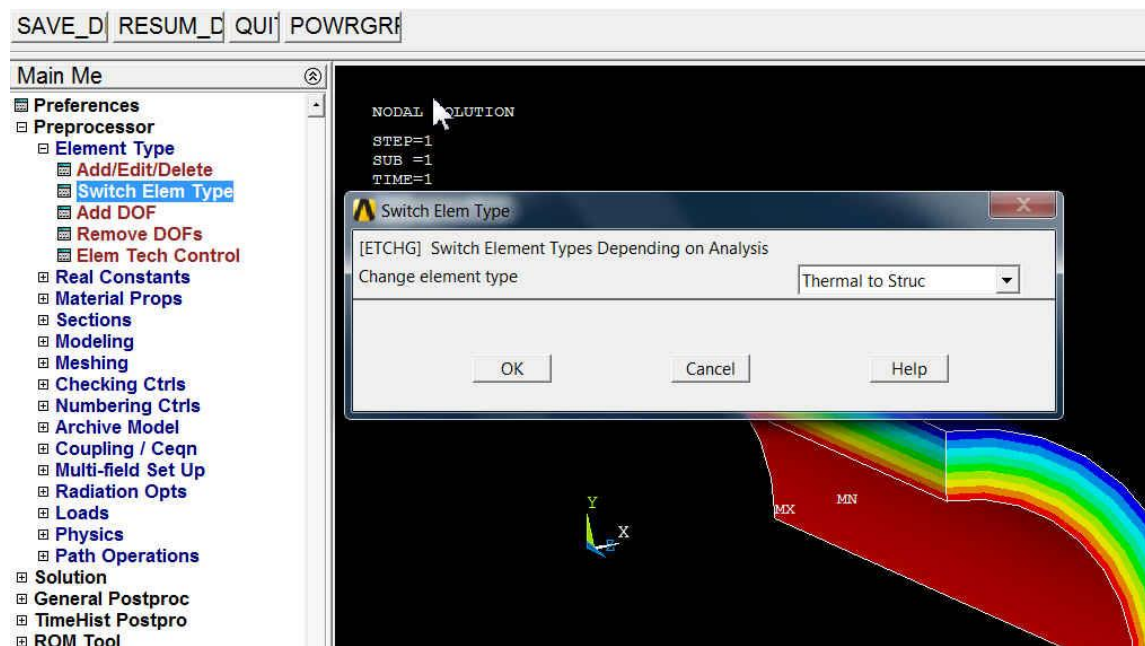 SAVE_D RESUM_D QUIT POWRGRF
Main Me
Preferences
Preprocessor
Element Type
Add/Edit/Delete
Switch Elem Type
Add DOF
Remove DOFs
Elem Tech Control
Real Constants
Material Props
Sections
Modeling
Meshing
Checking Ctrls
Numbering Ctrls
Archive Model
Coupling / Ceqn
Multi-field Set Up
Radiation Opts
Loads
Physics
Path Operations
Solution
General Postproc
TimeHist Postpro
ROM Tool
NODAL SOLUTION
STEP=1
SUB =1
TIME=1
Switch Elem Type
[ETCHG] Switch Element Types Depending on Analysis
Change element type Thermal to Struc
OK Cancel Help
MX MN
Y
X
Z